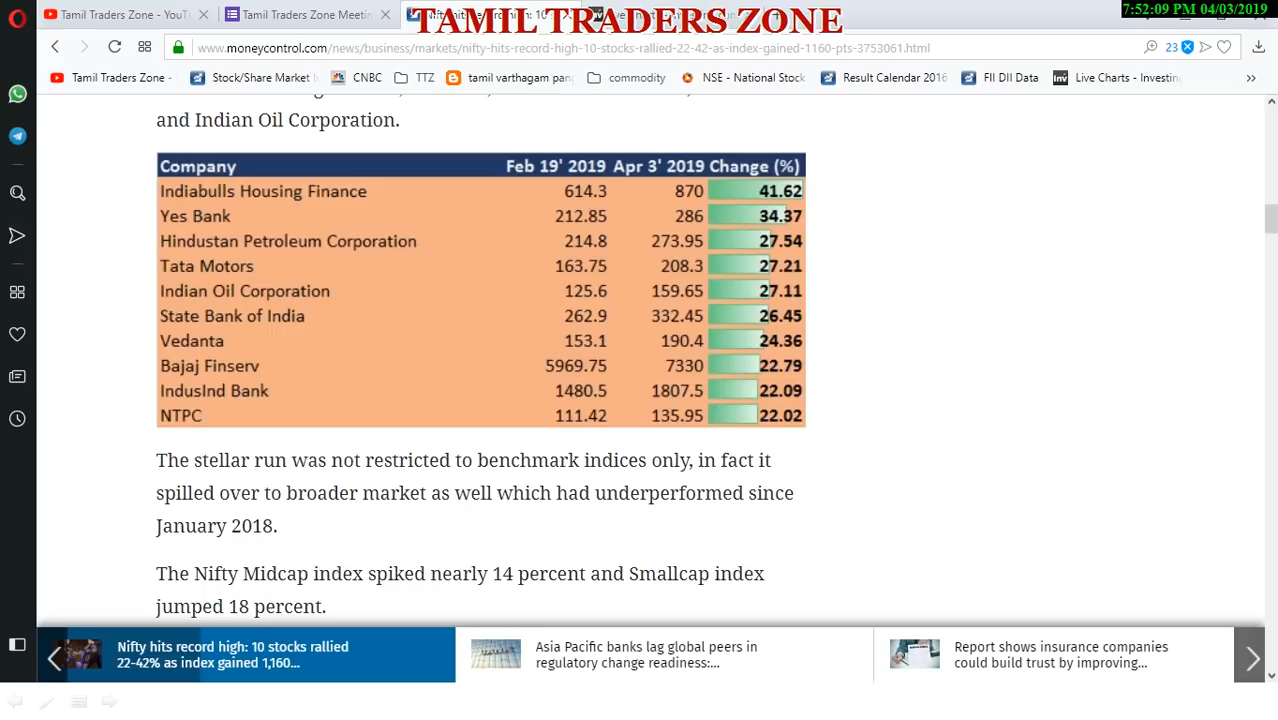 TAMIL TRADERS ZONE
7:52:09 PM 04/03/2019
Tamil Traders Zone - YouT
Tamil Traders Zone Meetin
www.moneycontrol.com/news/business/markets/nifty-hits-record-high-10-stocks-rallied-22-42-as-index-gained-1160-pts-3753061.html
23
Tamil Traders Zone -
Stock/Share Market I
CNBC
TTZ
tamil varthagam pan
commodity
NSE - National Stock
Result Calendar 2016
FII DII Data
Live Charts - Investin
and Indian Oil Corporation.
Company Feb 19' 2019 Apr 3' 2019 Change (%)
Indiabulls Housing Finance 614.3 870 41.62
Yes Bank 212.85 286 34.37
Hindustan Petroleum Corporation 214.8 273.95 27.54
Tata Motors 163.75 208.3 27.21
Indian Oil Corporation 125.6 159.65 27.11
State Bank of India 262.9 332.45 26.45
Vedanta 153.1 190.4 24.36
Bajaj Finserv 5969.75 7330 22.79
IndusInd Bank 1480.5 1807.5 22.09
NTPC 111.42 135.95 22.02
The stellar run was not restricted to benchmark indices only, in fact it
spilled over to broader market as well which had underperformed since
January 2018.
The Nifty Midcap index spiked nearly 14 percent and Smallcap index
jumped 18 percent.
Nifty hits record high: 10 stocks rallied
22-42% as index gained 1,160...
Asia Pacific banks lag global peers in
regulatory change readiness:...
Report shows insurance companies
could build trust by improving...